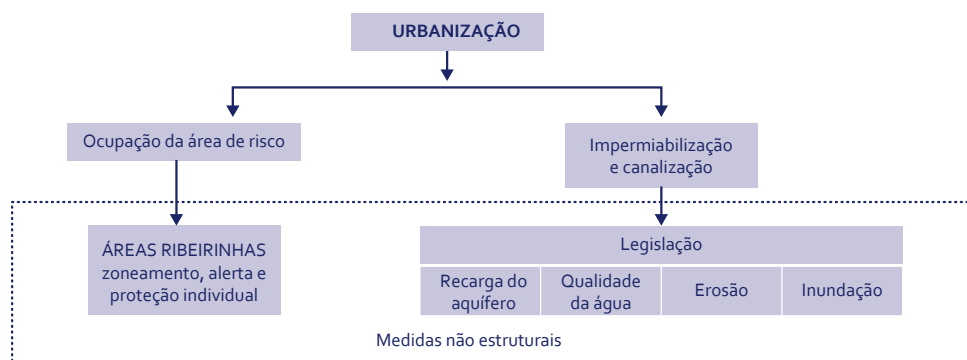 URBANIZAÇÃO
Ocupação da área de risco
Impermiabilização
e canalização
ÁREAS RIBEIRINHAS
zoneamento, alerta e
proteção individual
Legislação
Recarga do
aquífero
Qualidade
da água
Erosão
Inundação
Medidas não estruturais